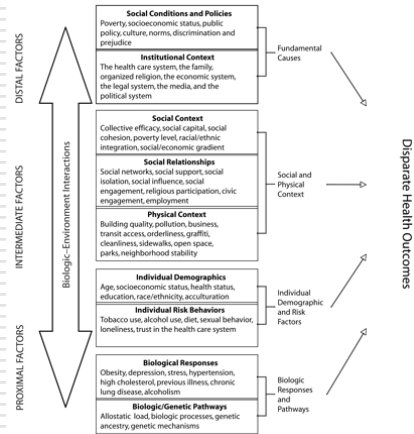 Social Conditions and Policies
Poverty, socioeconomic status, public
policy, culture, norms, discrimination and
prejudice
Institutional Context
The health care system, the family,
organized religion, the economic system,
the legal system, the media, and the
political system
Fundamental
Causes
Social Context
Collective efficacy, social capital, social
cohesion, poverty level, racial/ethnic
integration, social/economic gradient
Social Relationships
Social networks, social support, social
isolation, social influence, social
engagement, religious participation, civic
engagement, employment
Physical Context
Building quality, pollution, business,
transit access, orderliness, graffiti,
cleanliness, sidewalks, open space,
parks, neighborhood stability
Social and
Physical
Context
Individual Demographics
Age, socioeconomic status, health status,
education, race/ethnicity, acculturation
Individual Risk Behaviors
Tobacco use, alcohol use, diet, sexual behavior,
loneliness, trust in the health care system
Individual
Demographic
and Risk
Factors
Biological Responses
Obesity, depression, stress, hypertension,
high cholesterol, previous illness, chronic
lung disease, alcoholism
Biologic/Genetic Pathways
Allostatic load, biologic processes, genetic
ancestry, genetic mechanisms
Biologic
Responses
and
Pathways
DISTAL FACTORS
INTERMEDIATE FACTORS
PROXIMAL FACTORS
Biologic–Environment Interactions
Disparate Health Outcomes